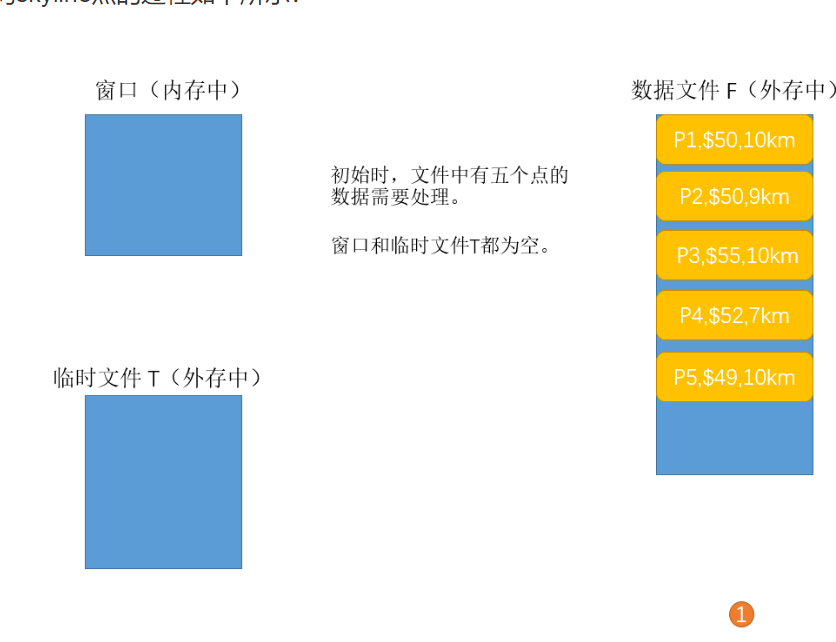 窗口（内存中）
数据文件 F（外存中）
P1,$50,10km
初始时，文件中有五个点的
数据需要处理。
P2,$50,9km
窗口和临时文件T都为空。
P3,$55,10km
P4,$52,7km
临时文件 T（外存中）
P5,$49,10km
1